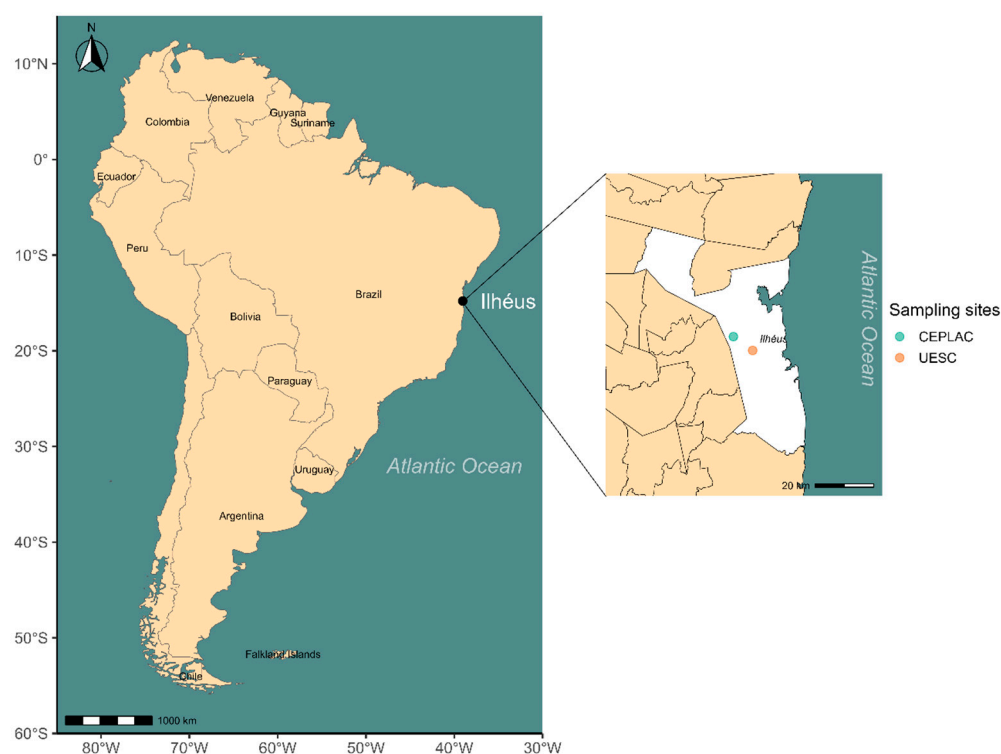 N
10°N
0°
10°S
20°S
30°S
40°S
50°S
60°S
80°W
70°W
60°W
50°W
40°W
30°W
Venezuela
Guyana
Suriname
Colombia
Ecuador
Peru
Brazil
Ilhéus
Bolivia
Paraguay
Uruguay
Atlantic Ocean
Argentina
Falkland Islands
Chile
1000 km
Atlantic Ocean
Ilhéus
20 km
Sampling sites
CEPLAC
UESC